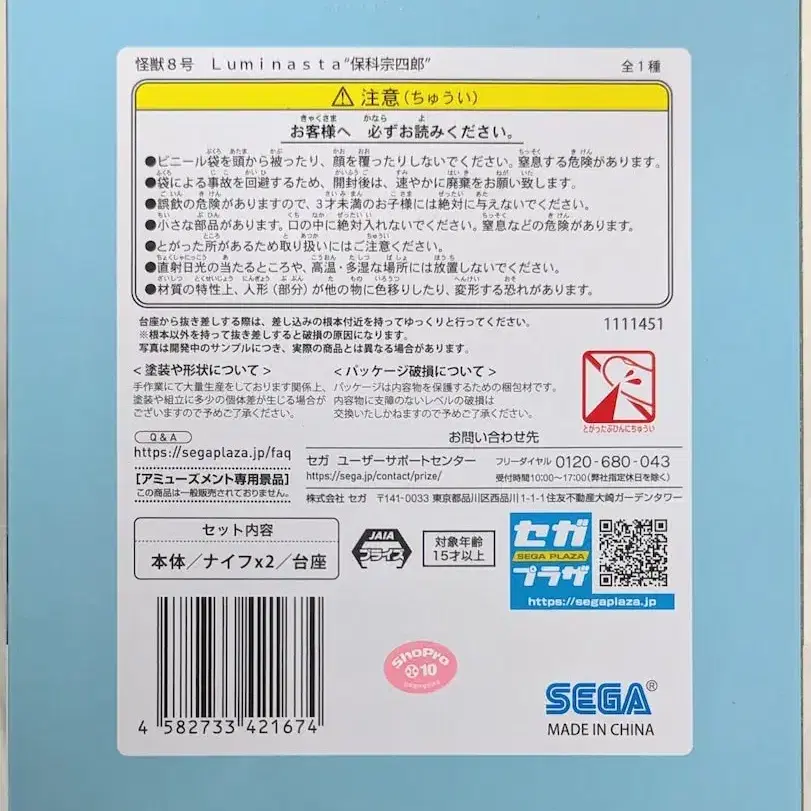 怪獣８号 Luminasta“保科宗四郎”
全１種
⚠ 注意(ちゅうい)
お客様へ 必ずお読みください。
●ビニール袋を頭から被ったり、顔を覆ったりしないでください。窒息する危険があります。
●袋による事故を回避するため、開封後は、速やかに廃棄をお願い致します。
●誤飲の危険がありますので、３才未満のお子様には絶対に与えないでください。
●小さな部品があります。口の中に絶対入れないでください。窒息などの危険があります。
●とがった所があるため取り扱いにはご注意ください。
●直射日光の当たるところや、高温・多湿な場所には放置しないでください。
●材質の特性上、人形（部分）が他の物に色移りしたり、変形する恐れがあります。
台座から抜き差しする際は、差し込みの根本付近を持ってゆっくりと行ってください。
※根本以外を持って抜き差しすると破損の原因になります。
写真は開発中のサンプルにつき、実際の商品とは異なる場合があります。
1111451
＜塗装や形状について＞
手作業にて大量生産をしております関係上、
塗装や組立に多少の個体差が生じる場合が
ございますので予めご了承ください。
＜パッケージ破損について＞
パッケージは内容物を保護するための梱包材です。
内容物に支障のないレベルの破損は
交換いたしかねますので予めご了承ください。
とがったぶひんにちゅうい
Q＆A
https://segaplaza.jp/faq
【アミューズメント専用景品】
この商品は一般販売されておりません。
お問い合わせ先
セガ ユーザーサポートセンター
https://sega.jp/contact/prize/
フリーダイヤル 0120-680-043
受付時間10:00～17:00(弊社指定休日を除く)
株式会社 セガ 〒141-0033 東京都品川区西品川1-1-1住友不動産大崎ガーデンタワー
セット内容
本体／ナイフx2／台座
JAIA
プライズ
対象年齢
15才以上
セガ
SEGA PLAZA
プラザ
https://segaplaza.jp
ShoPro
10
4 582733 421674
SEGA®
MADE IN CHINA